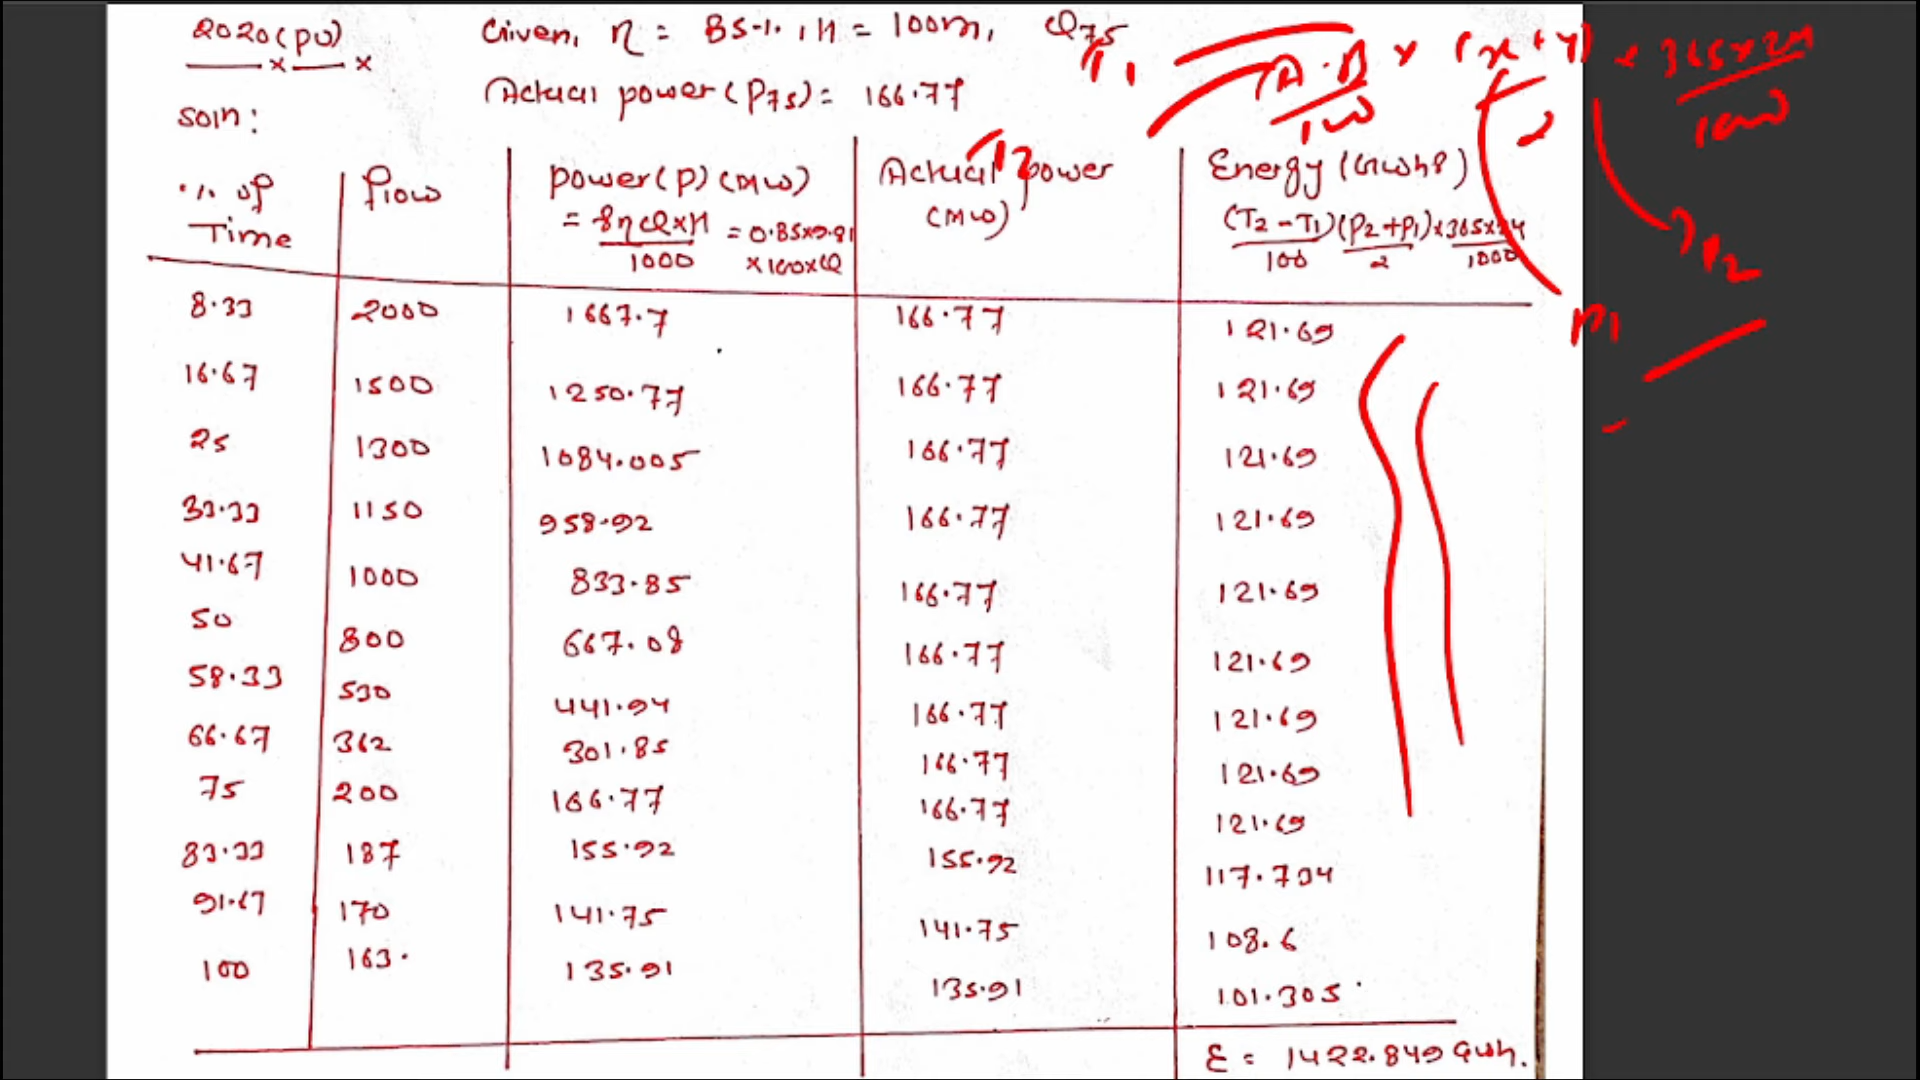 2020(PU) Given, η = 85%, H = 100m, Q75
Actual power (P75) = 166.77
Soln:
% of Time | flow | power (P) (MW) = 8ηQ×H/1000 = 0.85×9.81×100×Q | Actual power (MW) | Energy (GWhr) (T2-T1)/100 (P2+P1)/2 × 365×24/1000
8.33 2000 1667.7 166.77 121.69
16.67 1500 1250.77 166.77 121.69
25 1300 1084.005 166.77 121.69
33.33 1150 958.92 166.77 121.69
41.67 1000 833.85 166.77 121.69
50 800 667.08 166.77 121.69
58.33 530 441.94 166.77 121.69
66.67 362 301.85 166.77 121.69
75 200 166.77 166.77 121.69
83.33 187 155.92 155.92 117.704
91.67 170 141.75 141.75 108.6
100 163. 135.91 135.91 101.305
Σ = 1422.849 Gwh.
T1
T2
P2
P1